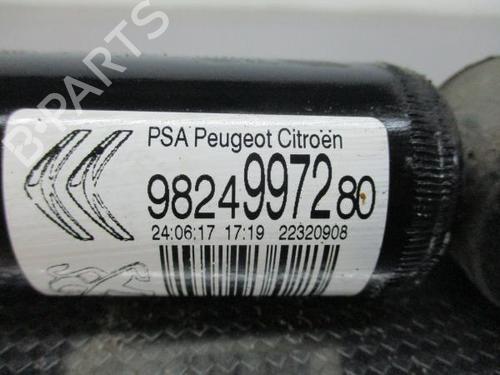 B-PARTS
PSA Peugeot Citroën
9824997280
24:06:17 17:19 22320908